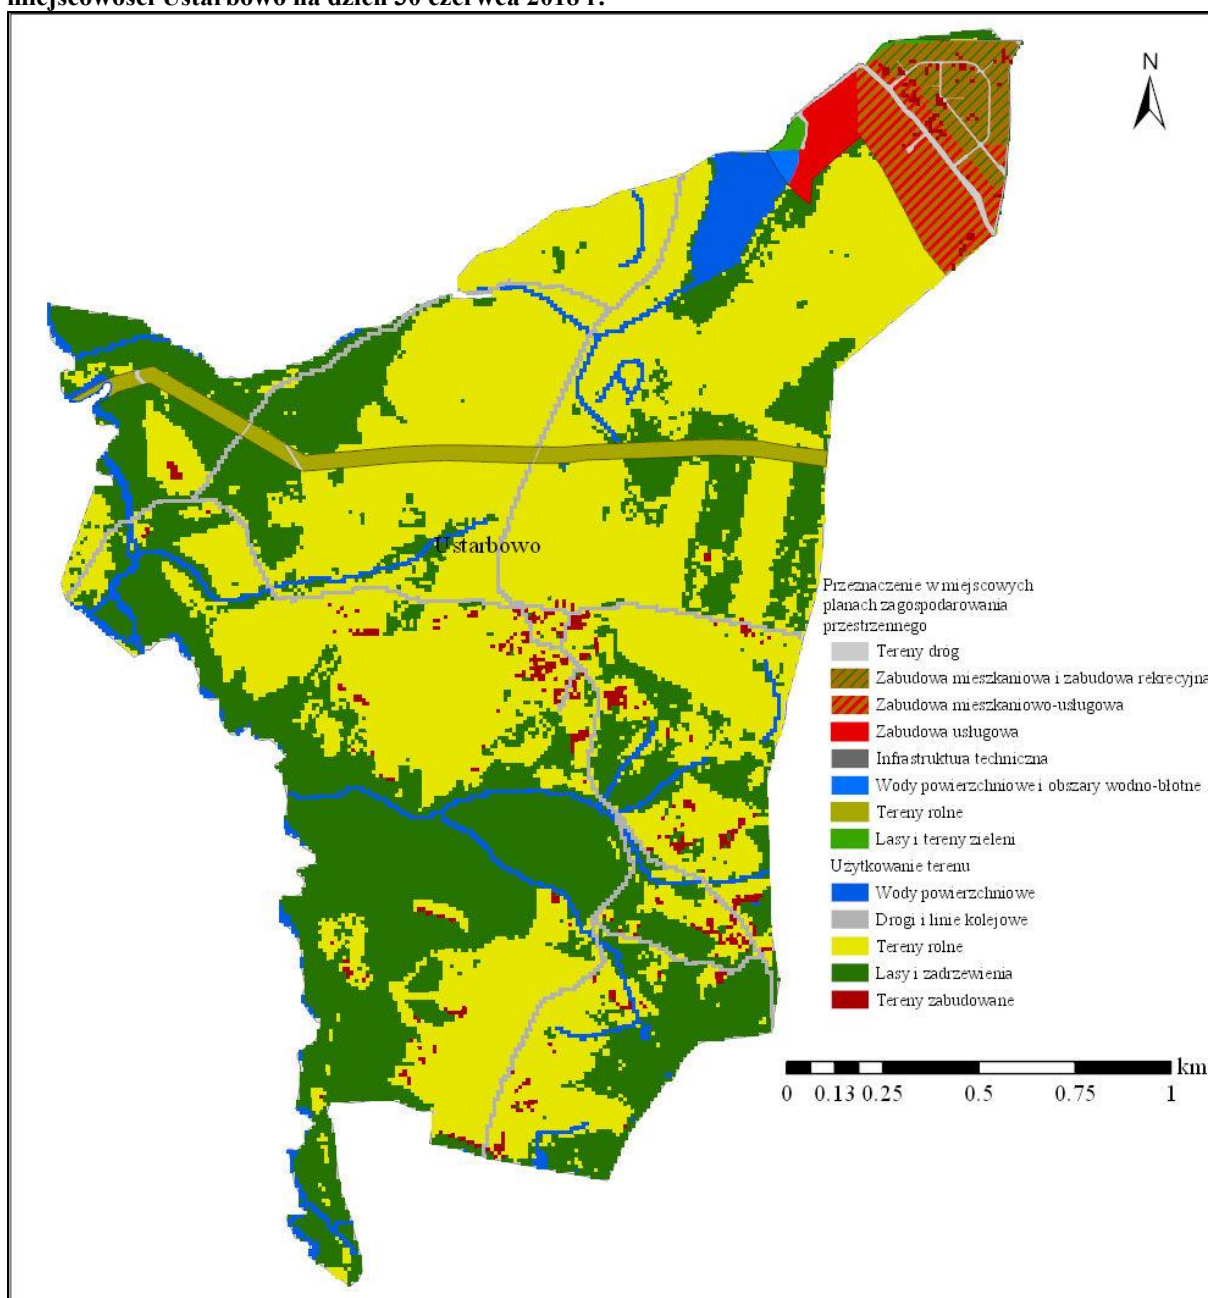 miejscowości Ustarbowo na dzień 30 czerwca 2018 r.
N
Ustarbowo
Przeznaczenie w miejscowych
planach zagospodarowania
przestrzennego
Tereny dróg
Zabudowa mieszkaniowa i zabudowa rekrecyjna
Zabudowa mieszkaniowo-usługowa
Zabudowa usługowa
Infrastruktura techniczna
Wody powierzchniowe i obszary wodno-błotne
Tereny rolne
Lasy i tereny zieleni
Użytkowanie terenu
Wody powierzchniowe
Drogi i linie kolejowe
Tereny rolne
Lasy i zadrzewienia
Tereny zabudowane
km
0 0.13 0.25 0.5 0.75 1